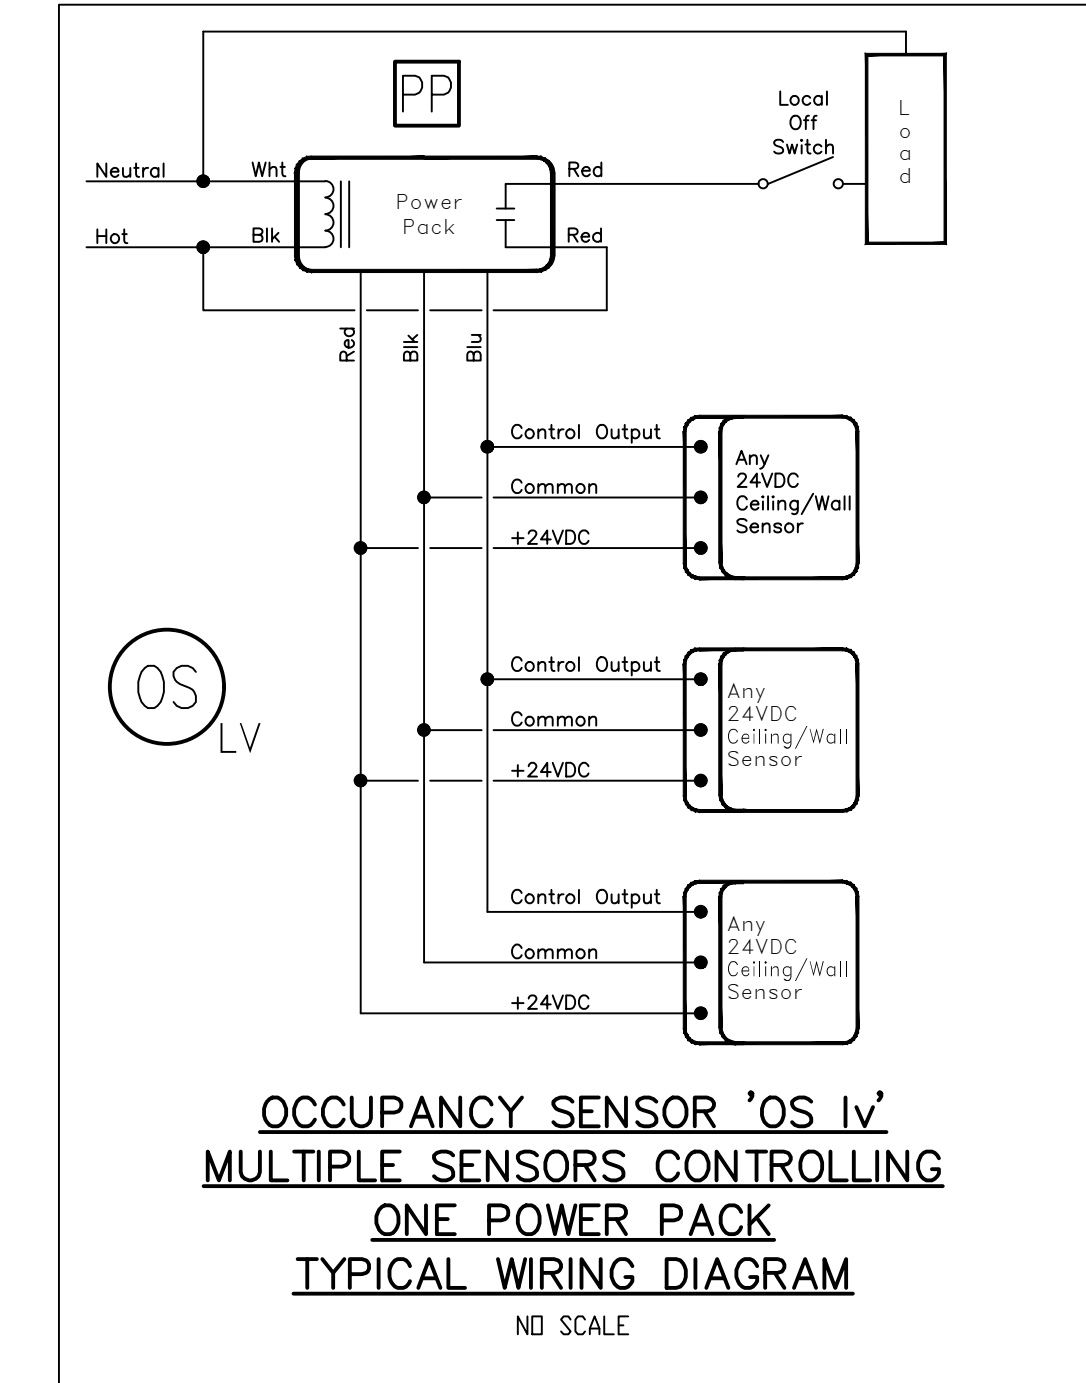 PP
Local
Off
Switch
Load
Neutral
Wht
Power
Pack
Red
Hot
Blk
Red
Red
Blk
Blu
Control Output
Common
+24VDC
Any
24VDC
Ceiling/Wall
Sensor
OS
LV
Control Output
Common
+24VDC
Any
24VDC
Ceiling/Wall
Sensor
Control Output
Common
+24VDC
Any
24VDC
Ceiling/Wall
Sensor
OCCUPANCY SENSOR 'OS lv'
MULTIPLE SENSORS CONTROLLING
ONE POWER PACK
TYPICAL WIRING DIAGRAM
NO SCALE